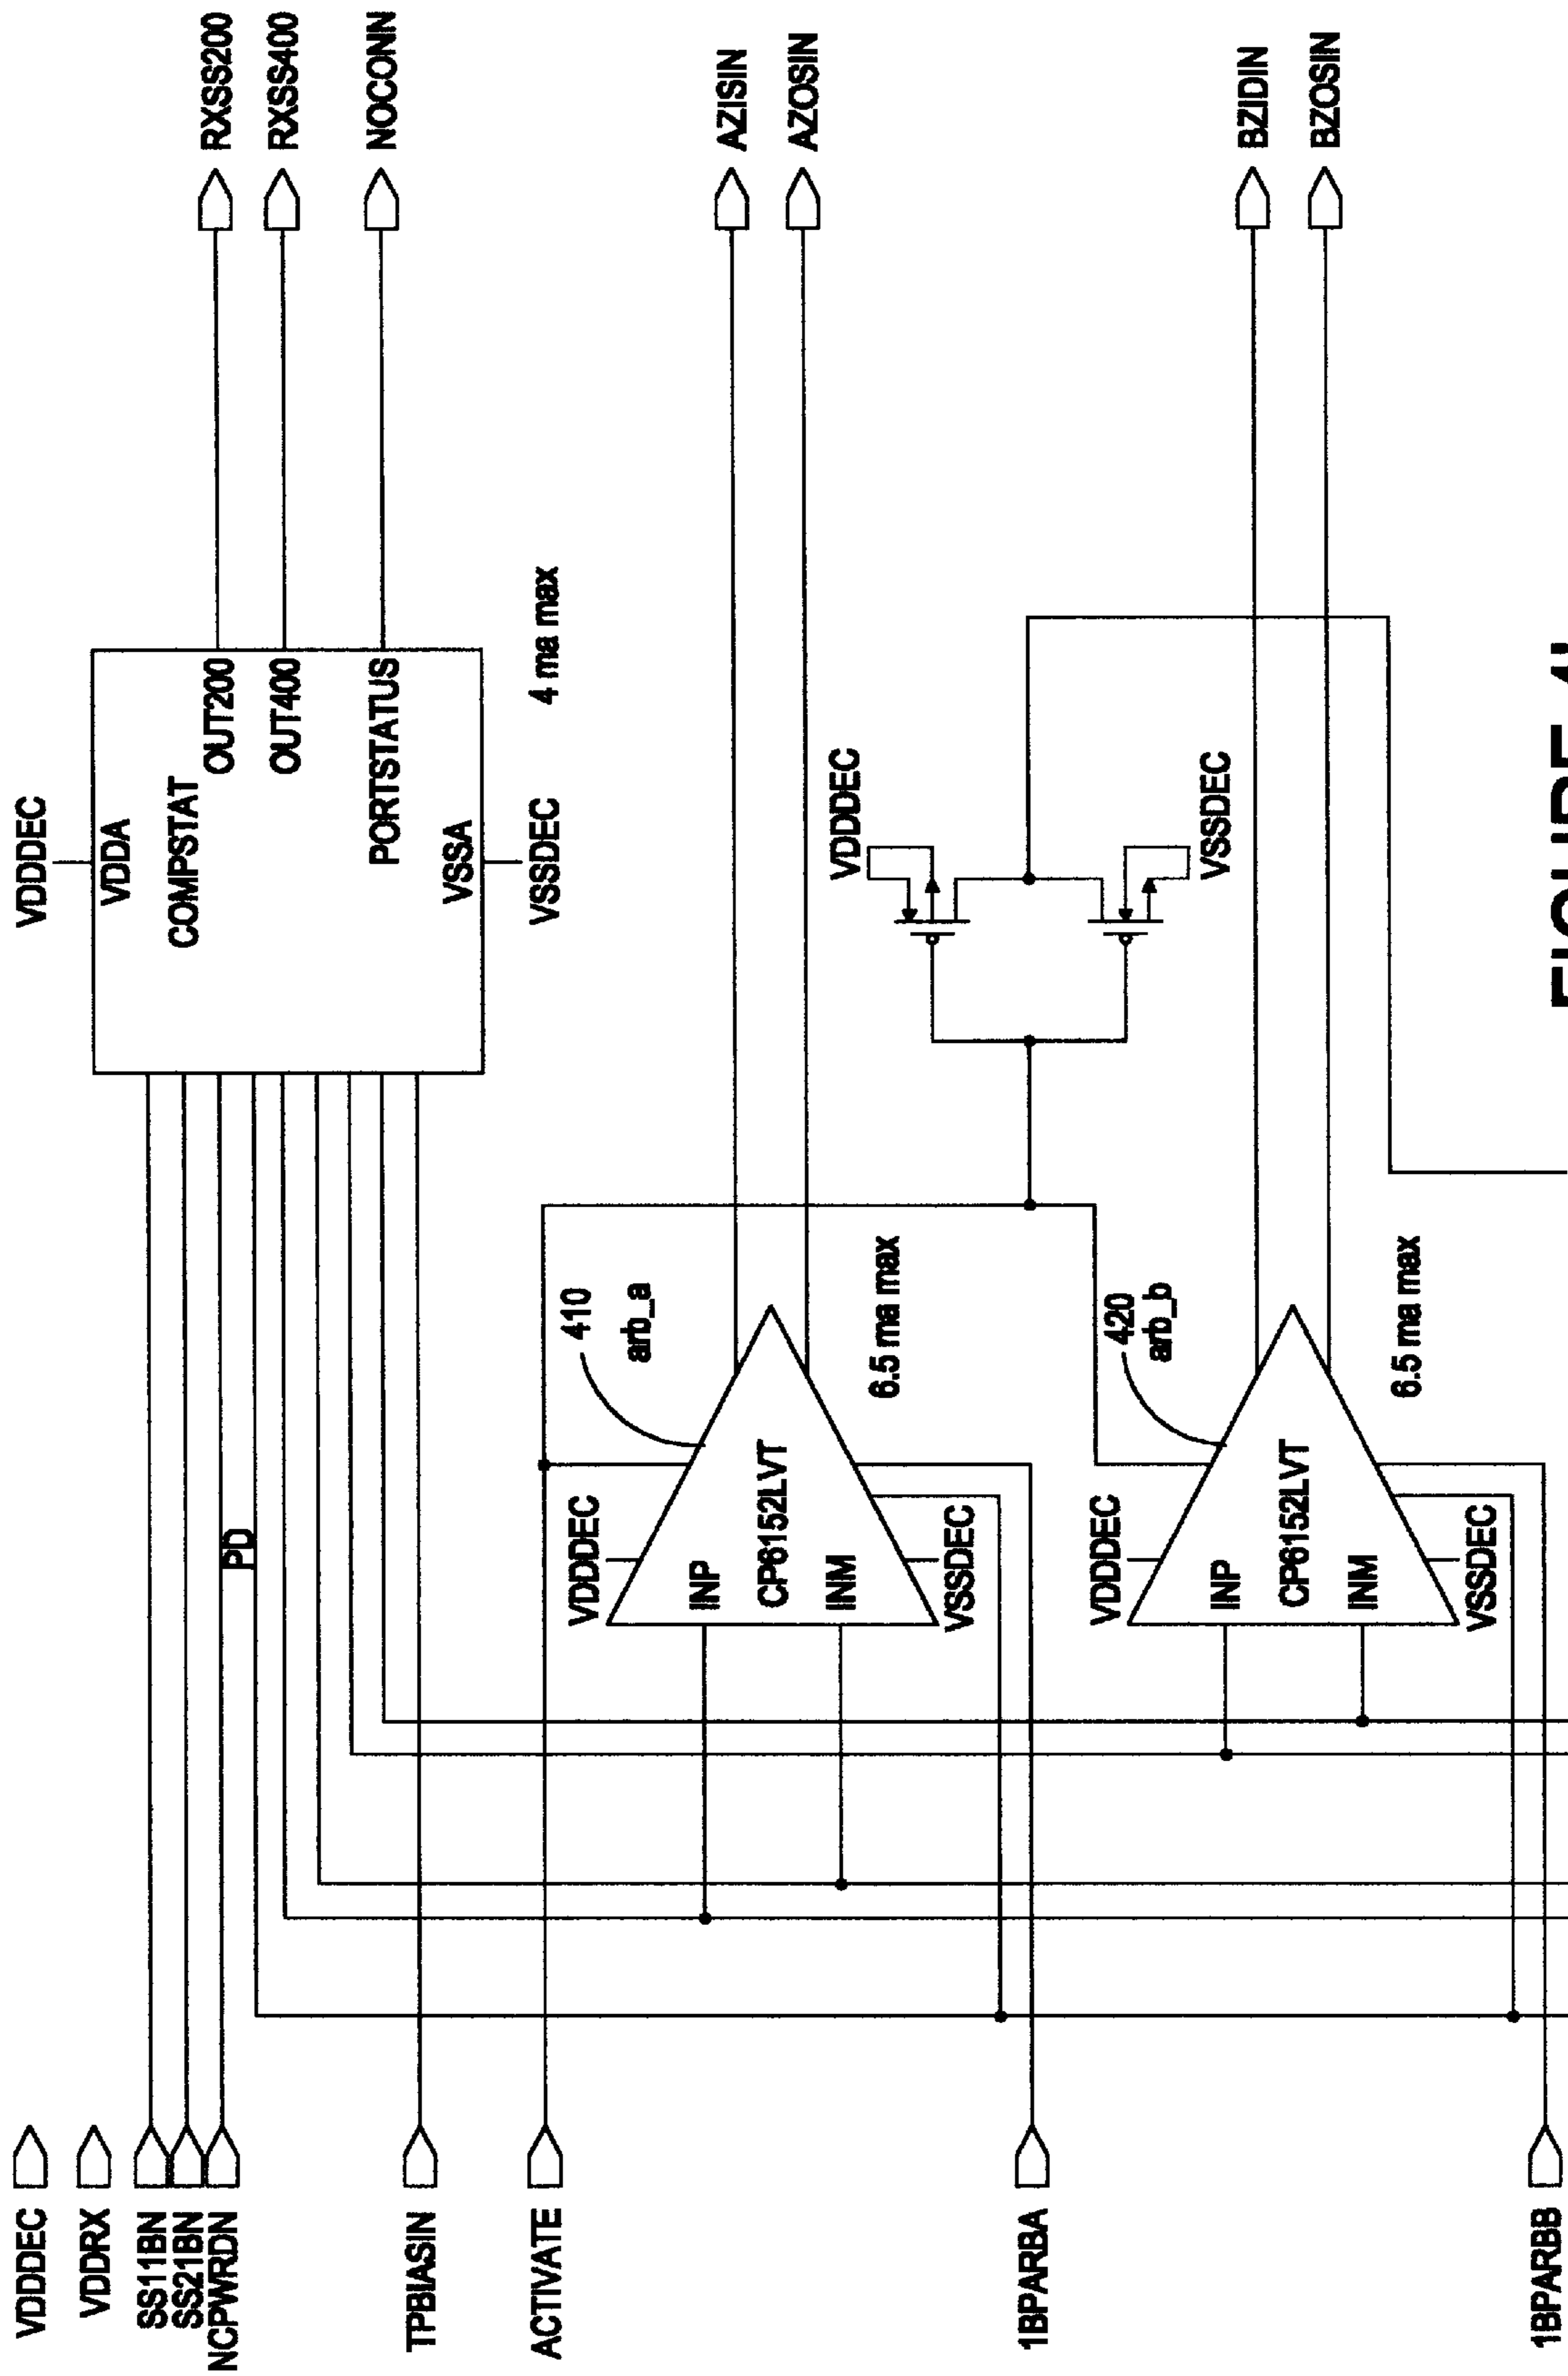 VDDDEC
VDDRX
SS11BN
SS21BN
NCPWRDN
TPBIASIN
ACTIVATE
1BPARBA
1BPARBB
PD
VDDDEC
VDDA
COMPSTAT
OUT200
OUT400
PORTSTATUS
VSSA
VSSDEC
4 ma max
RXSS200
RXSS400
NOCONN
410
arb_a
VDDDEC
INP
CP6152LVT
INM
VSSDEC
6.5 ma max
AZISIN
AZOSIN
VDDDEC
VSSDEC
420
arb_b
VDDDEC
INP
CP6152LVT
INM
VSSDEC
6.5 ma max
BZIDIN
BZOSIN